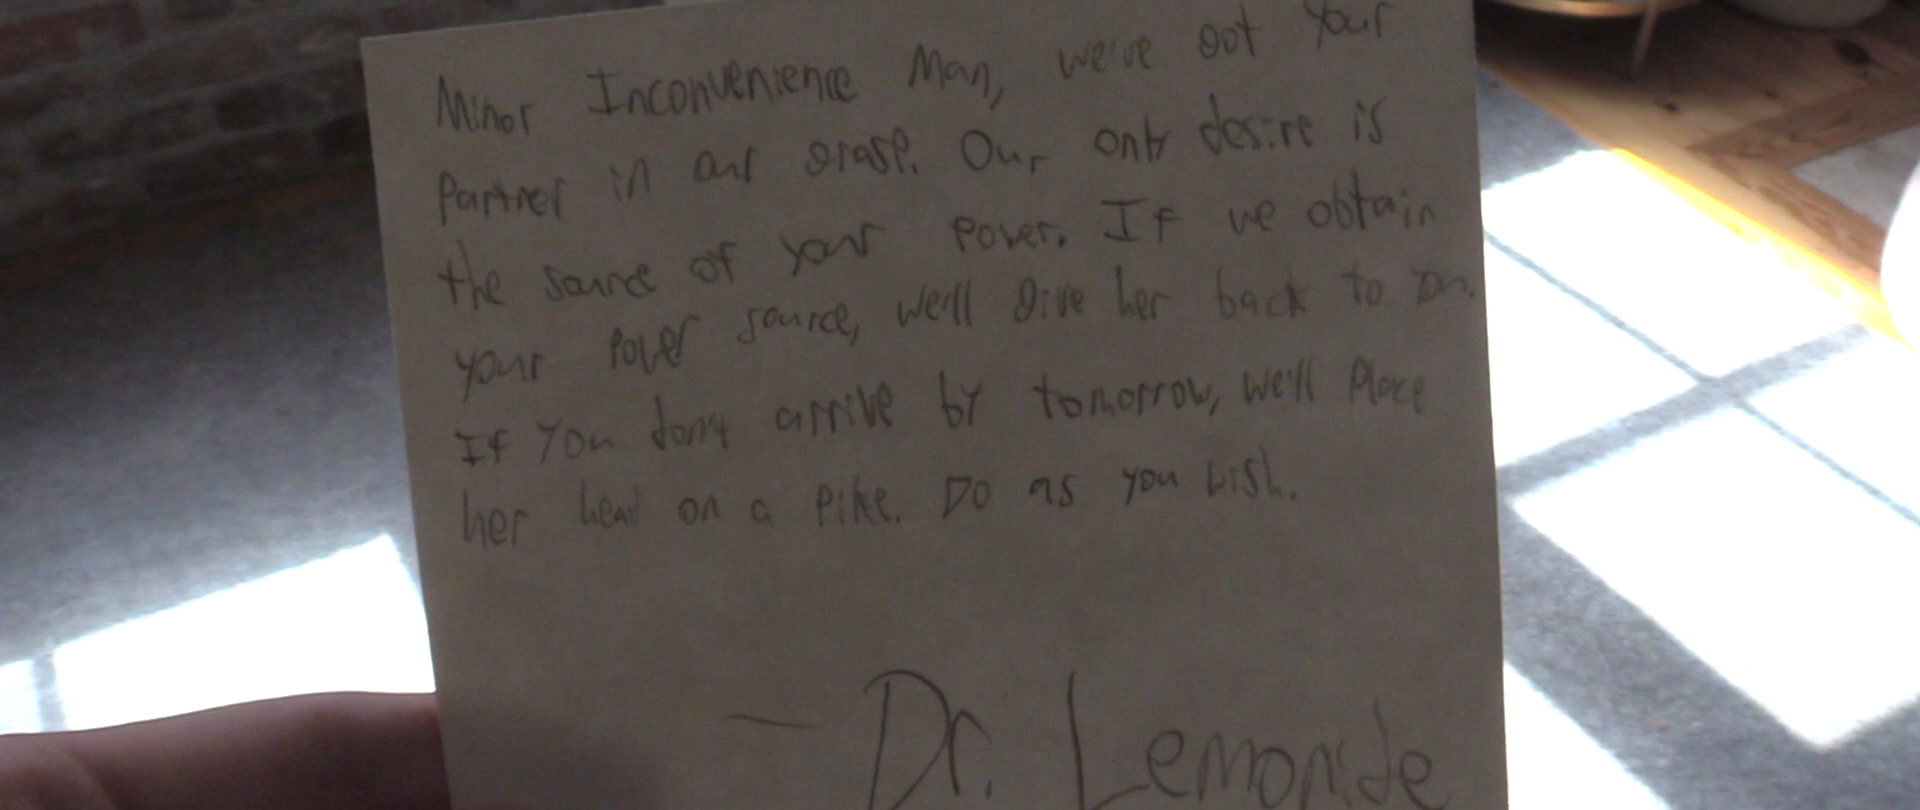 Minor Inconvenience Man, we've got your
partner in our grasp. Our only desire is
the source of your power. If we obtain
your power source, we'll give her back to you.
If you don't arrive by tomorrow, we'll place
her head on a pike. Do as you wish.
— Dr. Lemonide